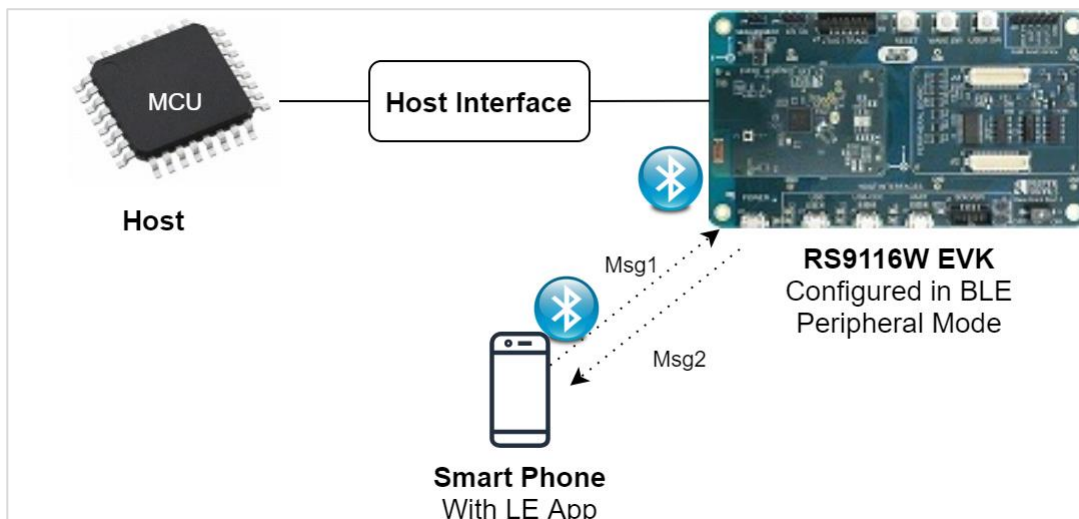 MCU
Host Interface
Host
RS9116W EVK
Configured in BLE
Peripheral Mode
Msg1
Msg2
Smart Phone
With LE App